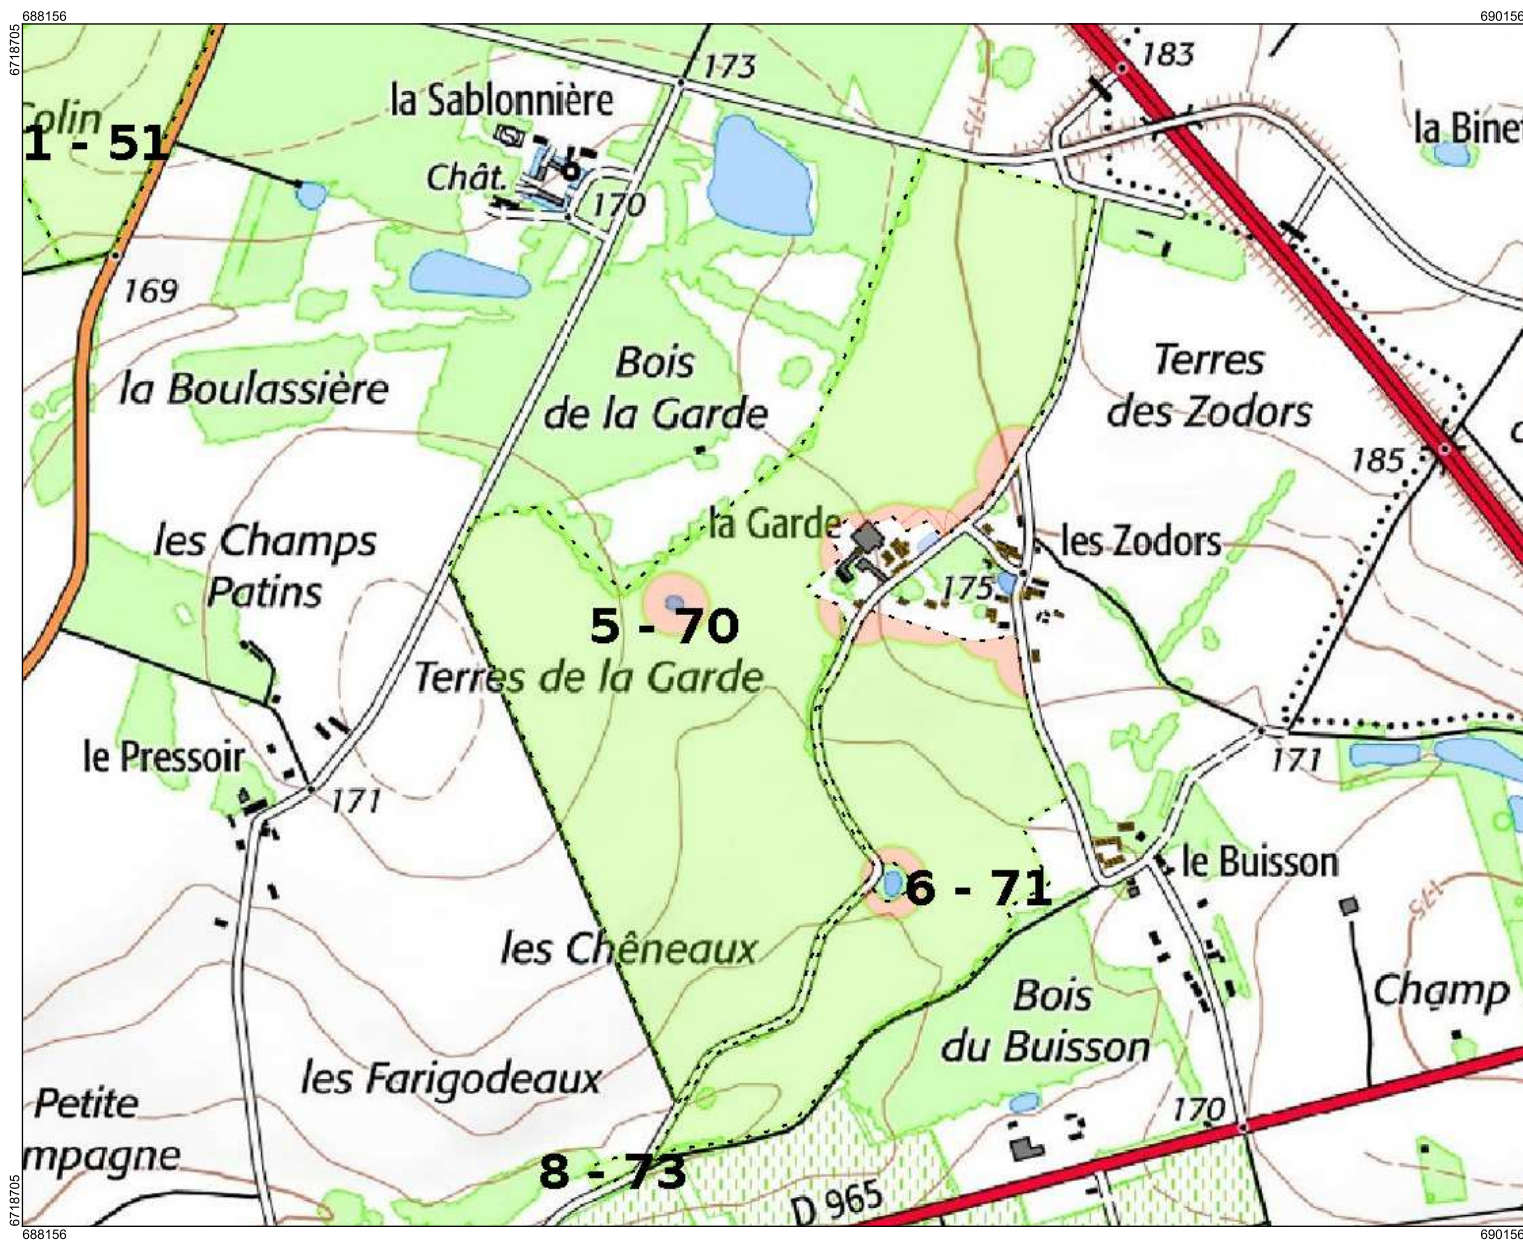 688156
690156
6718705
173
183
la Sablonnière
la Binet
Colin
1 - 51
175
Chât.
170
169
Bois
de la Garde
Terres
des Zodors
la Boulassière
185
les Champs
Patins
la Garde
les Zodors
175
5 - 70
Terres de la Garde
le Pressoir
171
171
6 - 71
le Buisson
les Chêneaux
175
Bois
du Buisson
Champ
les Farigodeaux
Petite
mpagne
170
8 - 73
D 965
6718705
688156
690156